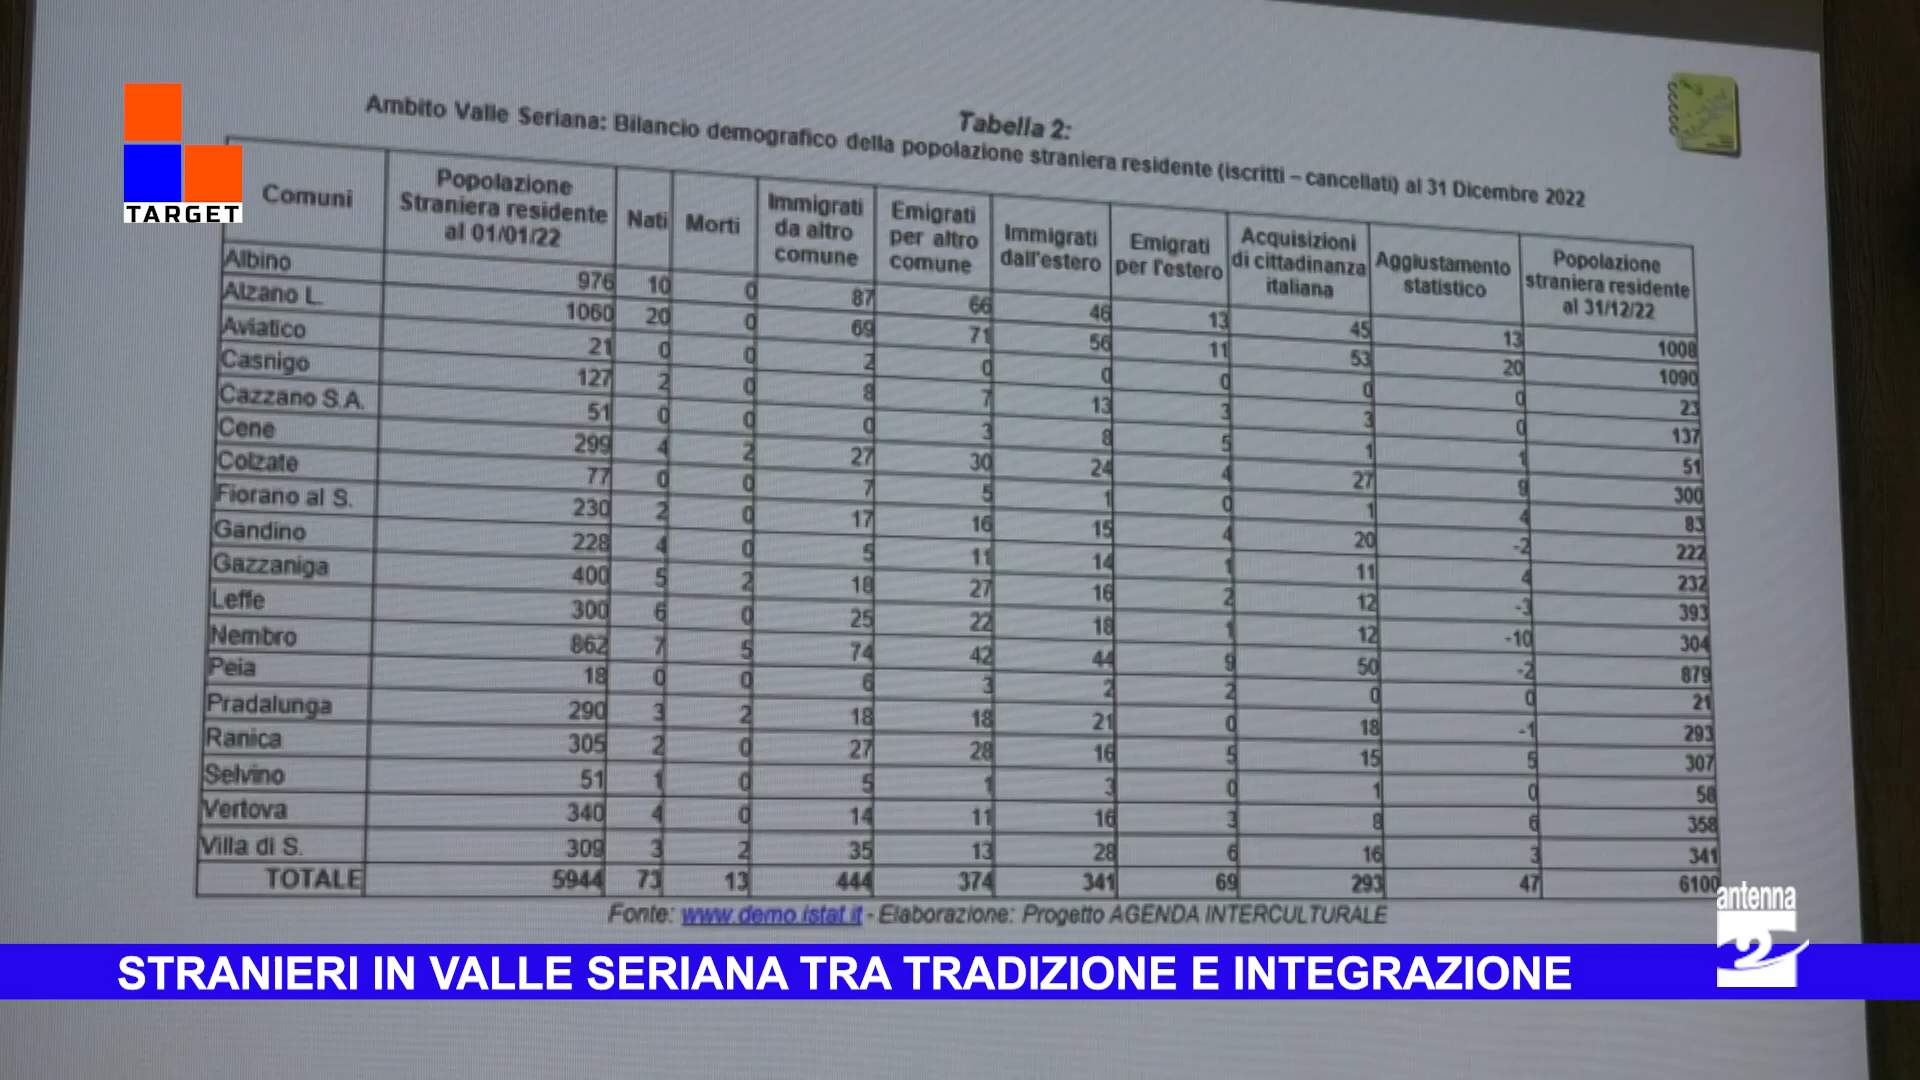 Tabella 2:
Ambito Valle Seriana: Bilancio demografico della popolazione straniera residente (iscritti – cancellati) al 31 Dicembre 2022
TARGET
Comuni | Popolazione Straniera residente al 01/01/22 | Nati | Morti | Immigrati da altro comune | Emigrati per altro comune | Immigrati dall'estero | Emigrati per l'estero | Acquisizioni di cittadinanza italiana | Aggiustamento statistico | Popolazione straniera residente al 31/12/22
Albino 976 10 0 87 66 46 13 45 13 1008
Alzano L. 1060 20 0 69 71 56 11 53 20 1090
Aviatico 21 0 0 2 0 0 0 0 0 23
Casnigo 127 2 0 8 7 13 3 3 0 137
Cazzano S.A. 51 0 0 0 3 8 5 1 1 51
Cene 299 4 2 27 30 24 4 27 9 300
Colzate 77 0 0 7 5 1 0 1 4 83
Fiorano al S. 230 2 0 17 16 15 4 20 -2 222
Gandino 228 4 0 5 11 14 1 11 4 232
Gazzaniga 400 5 2 18 27 16 2 12 -3 393
Leffe 300 6 0 25 22 18 1 12 -10 304
Nembro 862 7 5 74 42 44 9 50 -2 879
Peia 18 0 0 6 3 2 2 0 0 21
Pradalunga 290 3 2 18 18 21 0 18 -1 293
Ranica 305 2 0 27 28 16 5 15 5 307
Selvino 51 1 0 5 1 3 0 1 0 58
Vertova 340 4 0 14 11 16 3 8 6 358
Villa di S. 309 3 2 35 13 28 6 16 3 341
TOTALE 5944 73 13 444 374 341 69 293 47 6100
Fonte: www.demo.istat.it - Elaborazione: Progetto AGENDA INTERCULTURALE
antenna
2
STRANIERI IN VALLE SERIANA TRA TRADIZIONE E INTEGRAZIONE